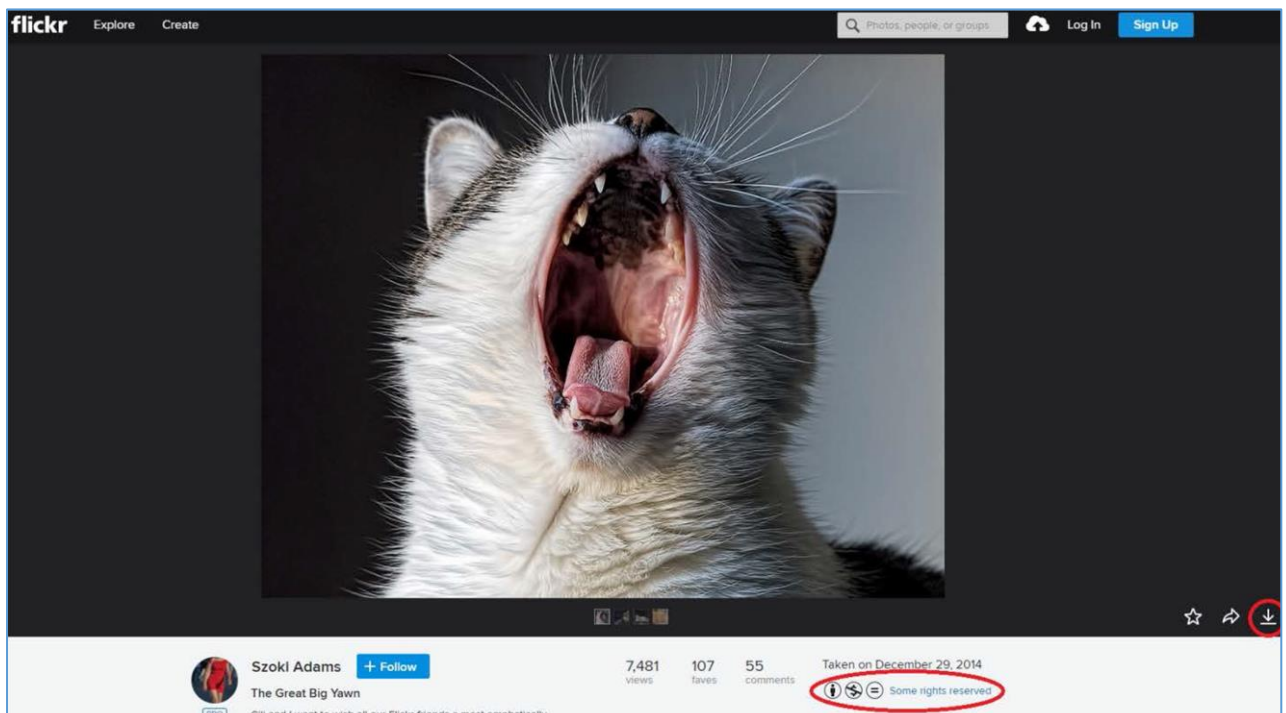 flickr Explore Create Photos, people, or groups Log In Sign Up
Szoki Adams + Follow
The Great Big Yawn
7,481 107 55
views faves comments
Taken on December 29, 2014
Some rights reserved
PRO